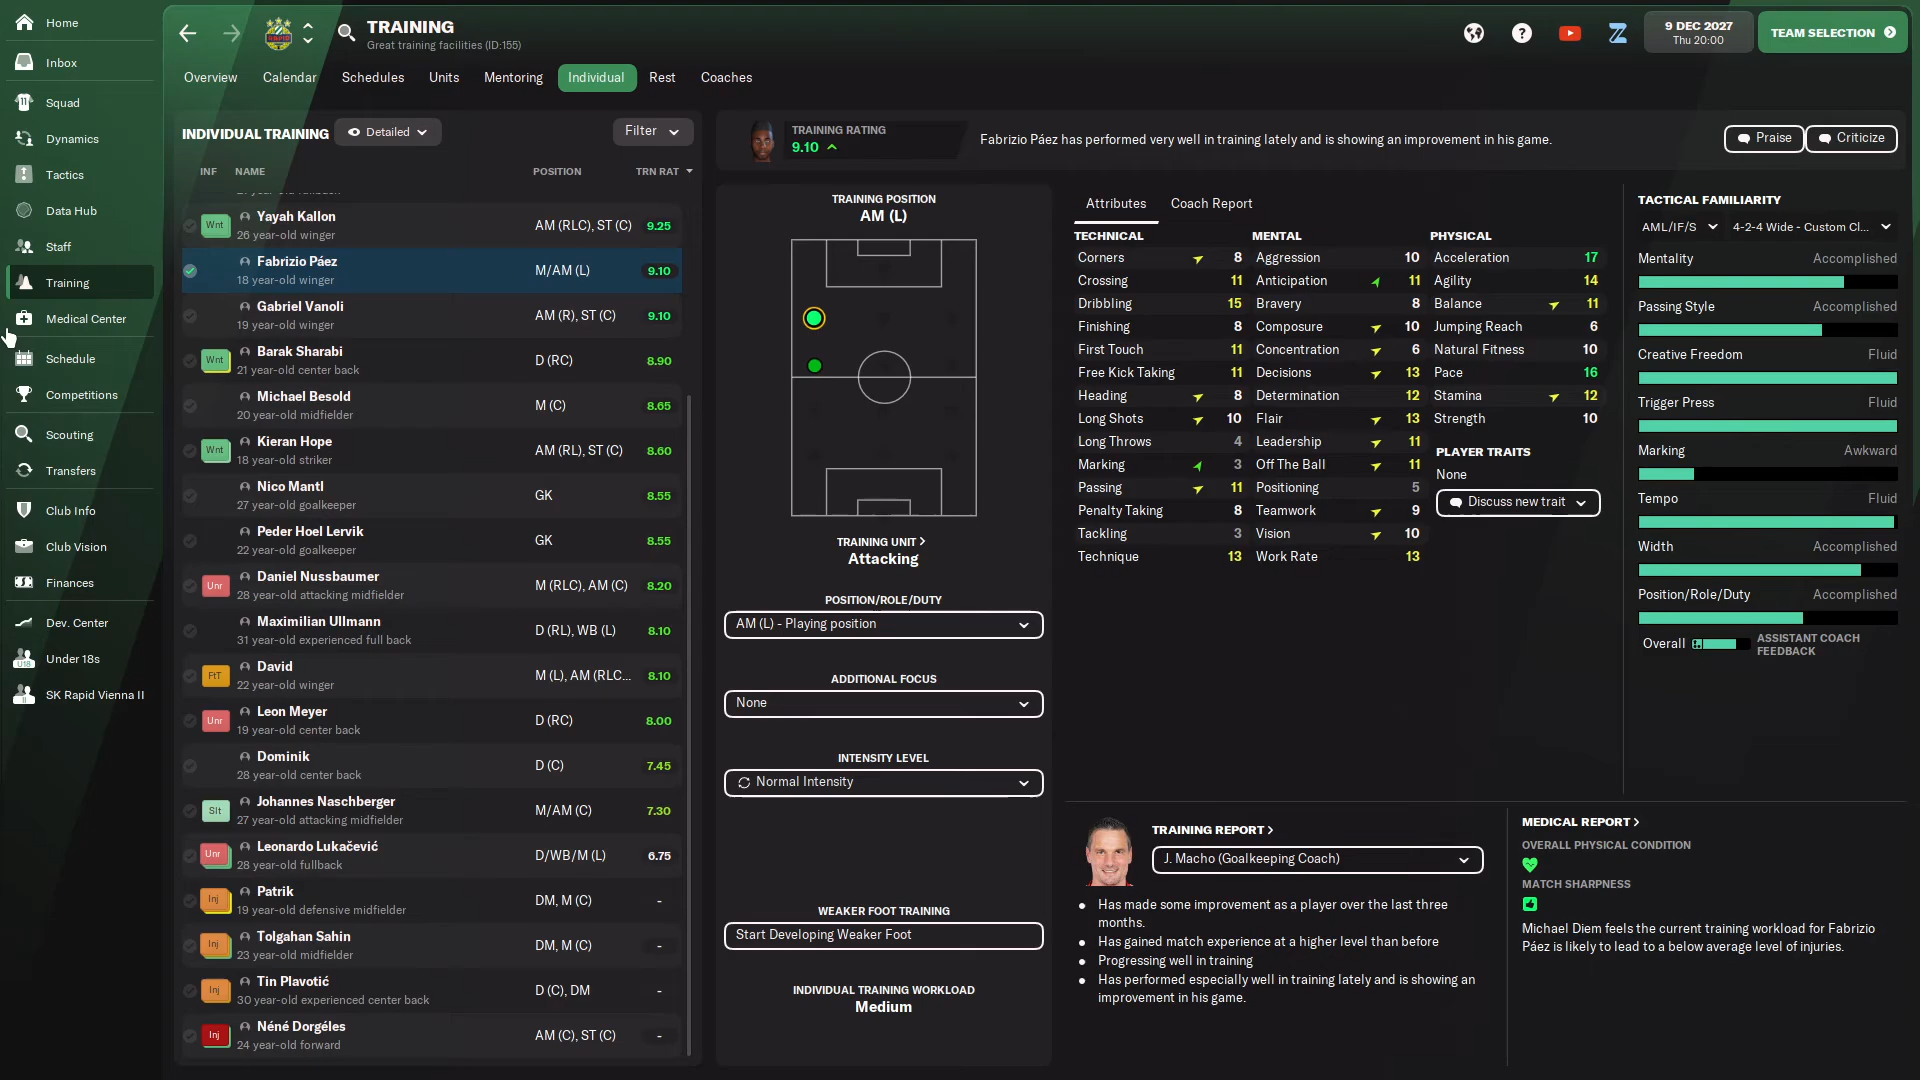 Home
Inbox
Squad
Dynamics
Tactics
Data Hub
Staff
Training
Medical Center
Schedule
Competitions
Scouting
Transfers
Club Info
Club Vision
Finances
Dev. Center
Under 18s
SK Rapid Vienna II
TRAINING
Great training facilities (ID:155)
9 DEC 2027
Thu 20:00
TEAM SELECTION
Overview Calendar Schedules Units Mentoring Individual Rest Coaches
INDIVIDUAL TRAINING
Detailed
Filter
INF NAME POSITION TRN RAT
Wnt Yayah Kallon AM (RLC), ST (C) 9.25
26 year-old winger
Fabrizio Páez M/AM (L) 9.10
18 year-old winger
Gabriel Vanoli AM (R), ST (C) 9.10
19 year-old winger
Wnt Barak Sharabi D (RC) 8.90
21 year-old center back
Michael Besold M (C) 8.65
20 year-old midfielder
Wnt Kieran Hope AM (RL), ST (C) 8.60
18 year-old striker
Nico Mantl GK 8.55
27 year-old goalkeeper
Peder Hoel Lervik GK 8.55
22 year-old goalkeeper
Unr Daniel Nussbaumer M (RLC), AM (C) 8.20
28 year-old attacking midfielder
Maximilian Ullmann D (RL), WB (L) 8.10
31 year-old experienced full back
FtT David M (L), AM (RLC... 8.10
22 year-old winger
Unr Leon Meyer D (RC) 8.00
19 year-old center back
Dominik D (C) 7.45
28 year-old center back
Slt Johannes Naschberger M/AM (C) 7.30
27 year-old attacking midfielder
Unr Leonardo Lukačević D/WB/M (L) 6.75
28 year-old fullback
Inj Patrik DM, M (C) -
19 year-old defensive midfielder
Inj Tolgahan Sahin DM, M (C) -
23 year-old midfielder
Inj Tin Plavotić D (C), DM -
30 year-old experienced center back
Inj Néné Dorgéles AM (C), ST (C) -
24 year-old forward
TRAINING RATING
9.10
Fabrizio Páez has performed very well in training lately and is showing an improvement in his game.
Praise
Criticize
TRAINING POSITION
AM (L)
TRAINING UNIT >
Attacking
POSITION/ROLE/DUTY
AM (L) - Playing position
ADDITIONAL FOCUS
None
INTENSITY LEVEL
Normal Intensity
WEAKER FOOT TRAINING
Start Developing Weaker Foot
INDIVIDUAL TRAINING WORKLOAD
Medium
Attributes Coach Report
TECHNICAL
Corners 8
Crossing 11
Dribbling 15
Finishing 8
First Touch 11
Free Kick Taking 11
Heading 8
Long Shots 10
Long Throws 4
Marking 3
Passing 11
Penalty Taking 8
Tackling 3
Technique 13
MENTAL
Aggression 10
Anticipation 11
Bravery 8
Composure 10
Concentration 6
Decisions 13
Determination 12
Flair 13
Leadership 11
Off The Ball 11
Positioning 5
Teamwork 9
Vision 10
Work Rate 13
PHYSICAL
Acceleration 17
Agility 14
Balance 11
Jumping Reach 6
Natural Fitness 10
Pace 16
Stamina 12
Strength 10
PLAYER TRAITS
None
Discuss new trait
TACTICAL FAMILIARITY
AML/IF/S 4-2-4 Wide - Custom Cl...
Mentality Accomplished
Passing Style Accomplished
Creative Freedom Fluid
Trigger Press Fluid
Marking Awkward
Tempo Fluid
Width Accomplished
Position/Role/Duty Accomplished
Overall
ASSISTANT COACH
FEEDBACK
TRAINING REPORT >
J. Macho (Goalkeeping Coach)
Has made some improvement as a player over the last three
months.
Has gained match experience at a higher level than before
Progressing well in training
Has performed especially well in training lately and is showing an
improvement in his game.
MEDICAL REPORT >
OVERALL PHYSICAL CONDITION
MATCH SHARPNESS
Michael Diem feels the current training workload for Fabrizio
Páez is likely to lead to a below average level of injuries.